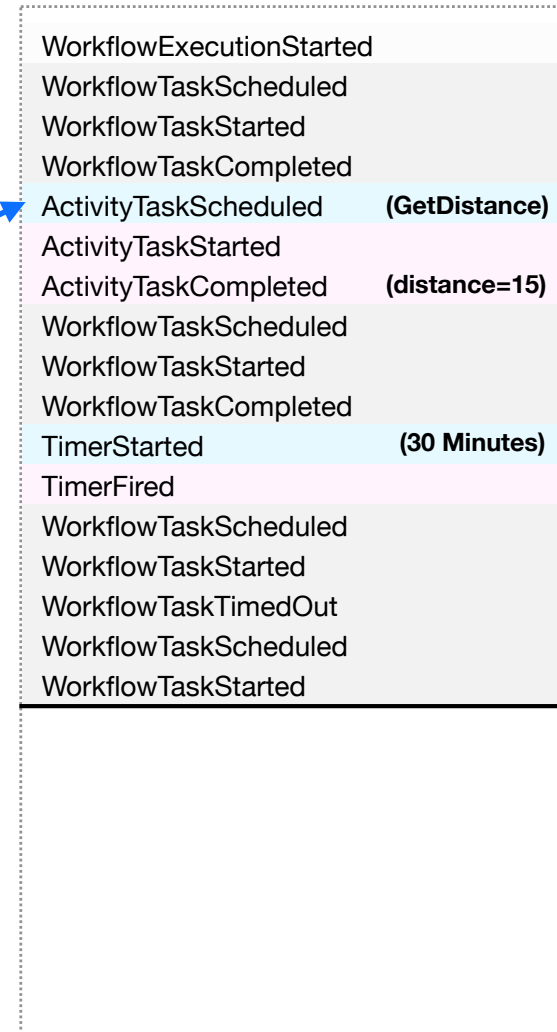 WorkflowExecutionStarted
WorkflowTaskScheduled
WorkflowTaskStarted
WorkflowTaskCompleted
ActivityTaskScheduled (GetDistance)
ActivityTaskStarted
ActivityTaskCompleted (distance=15)
WorkflowTaskScheduled
WorkflowTaskStarted
WorkflowTaskCompleted
TimerStarted (30 Minutes)
TimerFired
WorkflowTaskScheduled
WorkflowTaskStarted
WorkflowTaskTimedOut
WorkflowTaskScheduled
WorkflowTaskStarted